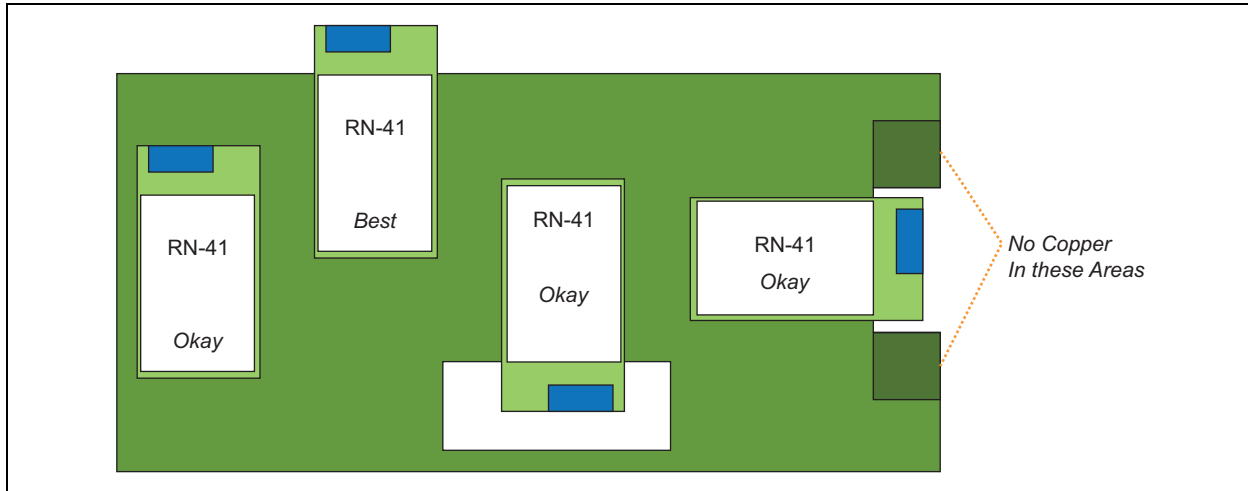 RN-41
Okay
RN-41
Best
RN-41
Okay
RN-41
Okay
No Copper
In these Areas